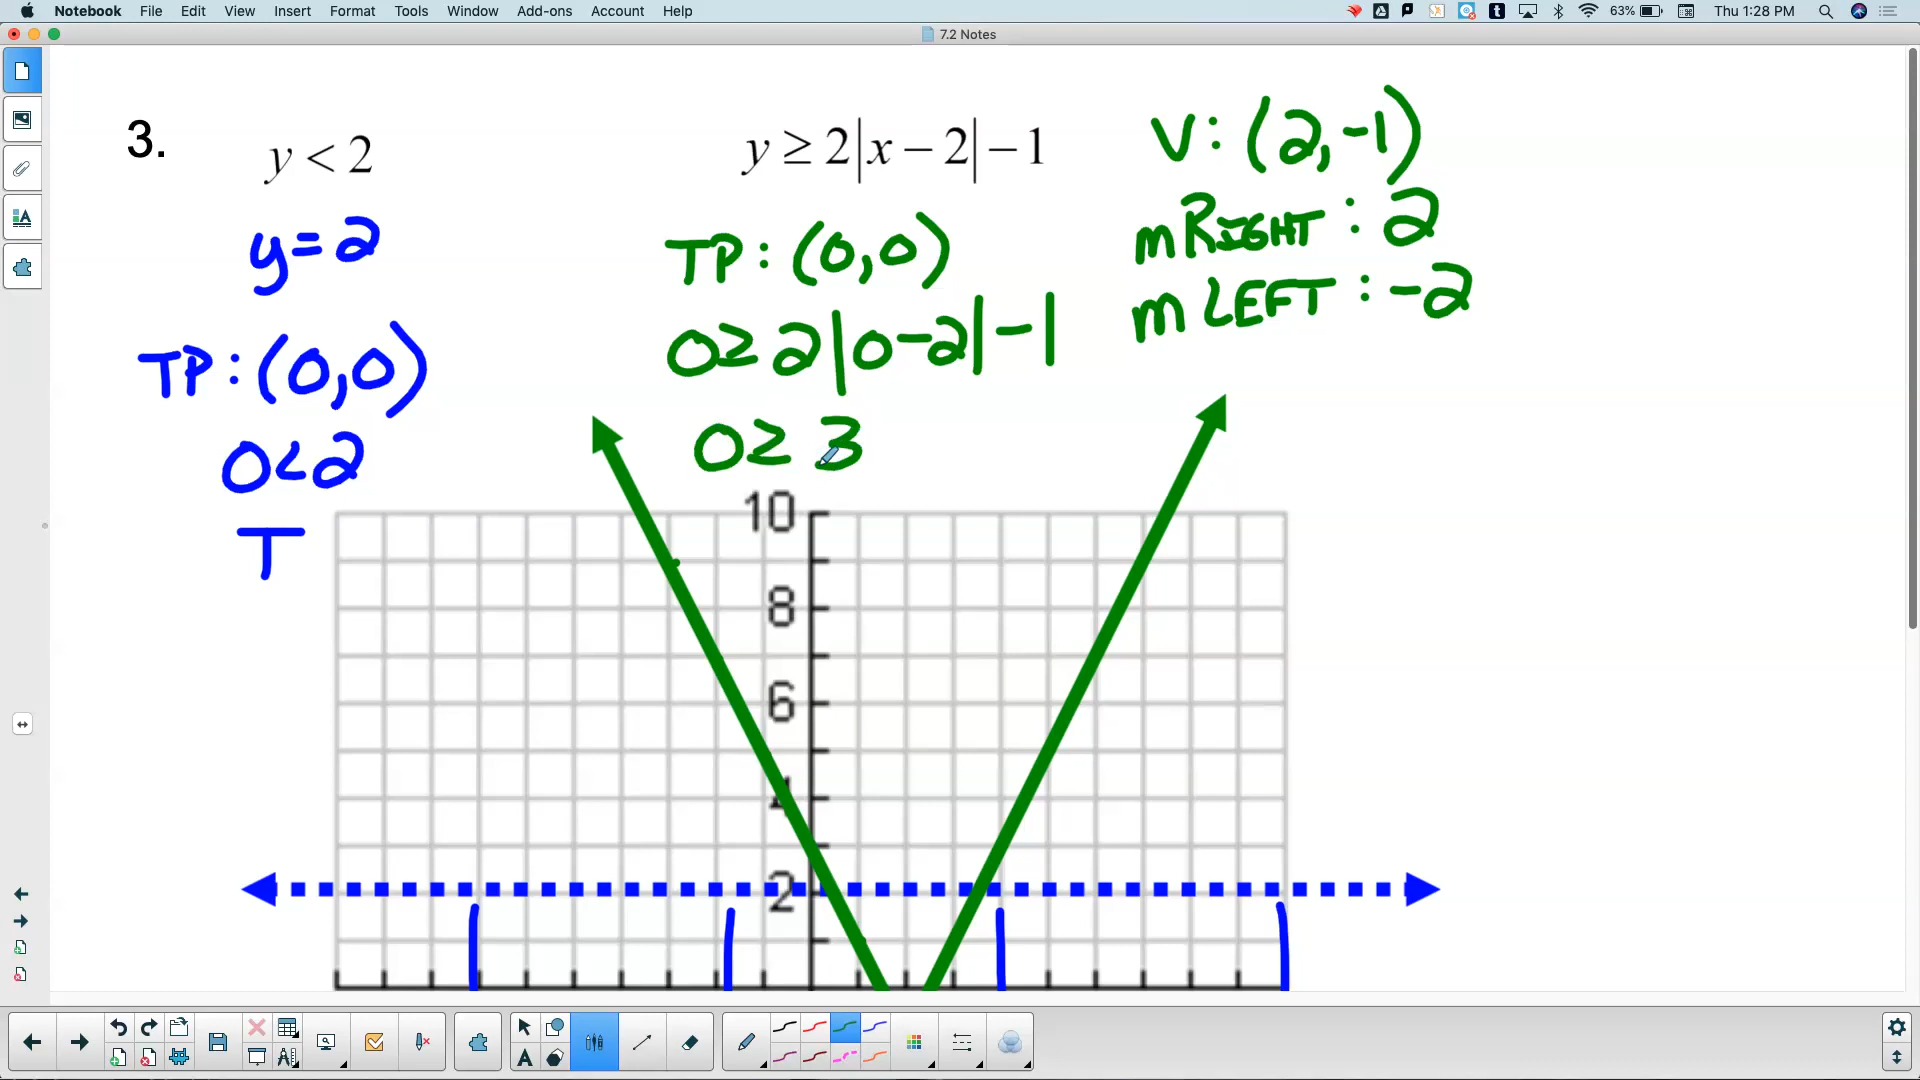 Notebook File Edit View Insert Format Tools Window Add-ons Account Help 63% Thu 1:28 PM
7.2 Notes
3.
y < 2
y ≥ 2|x − 2| − 1
V: (2,-1)
y=2
TP: (0,0)
mRIGHT: 2
0 ≥ 2|0-2|-1
mLEFT: -2
TP: (0,0)
0 ≥ 3
0<2
T
10
8
6
4
2
A